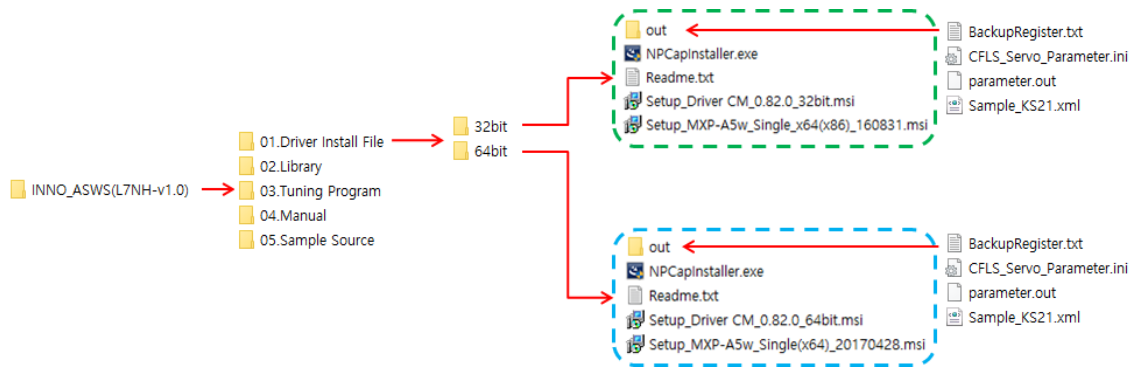 INNO_ASWS(L7NH-v1.0)
01.Driver Install File
02.Library
03.Tuning Program
04.Manual
05.Sample Source
32bit
64bit
out
NPCapInstaller.exe
Readme.txt
Setup_Driver CM_0.82.0_32bit.msi
Setup_MXP-A5w_Single_x64(x86)_160831.msi
BackupRegister.txt
CFLS_Servo_Parameter.ini
parameter.out
Sample_KS21.xml
out
NPCapInstaller.exe
Readme.txt
Setup_Driver CM_0.82.0_64bit.msi
Setup_MXP-A5w_Single(x64)_20170428.msi
BackupRegister.txt
CFLS_Servo_Parameter.ini
parameter.out
Sample_KS21.xml